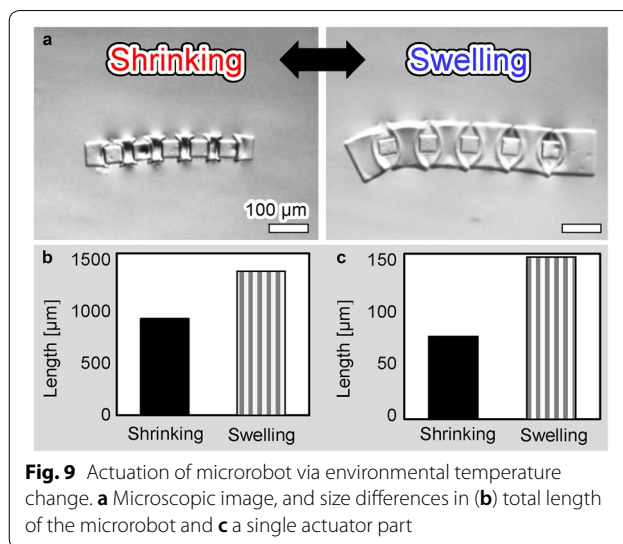 a
Shrinking
Swelling
100 µm
b
1500
1000
500
0
Length [µm]
Shrinking
Swelling
c
150
100
50
0
Length [µm]
Shrinking
Swelling
Fig. 9 Actuation of microrobot via environmental temperature
change. a Microscopic image, and size differences in (b) total length
of the microrobot and c a single actuator part